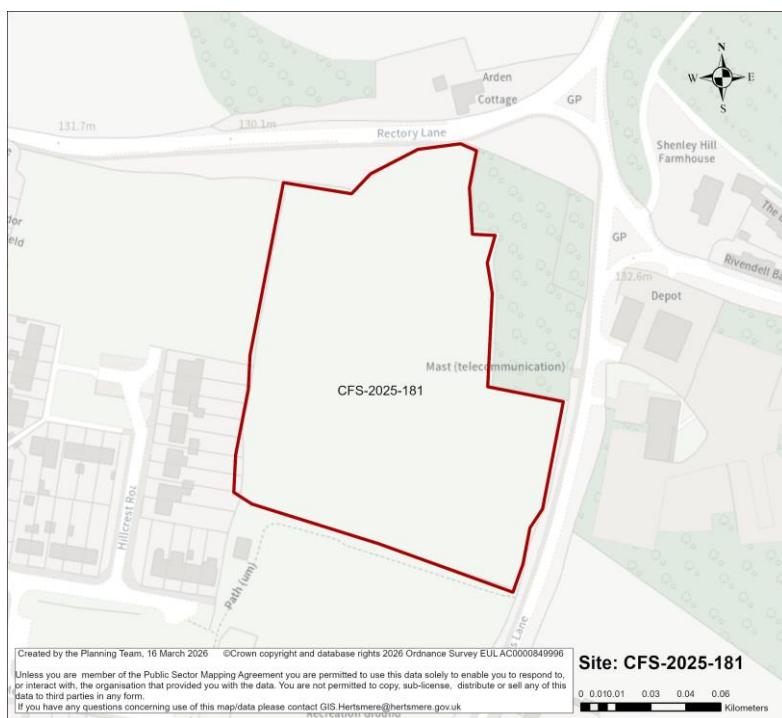 N
W
E
S
Arden
Cottage
GP
131.7m
130.1m
Rectory Lane
Shenley Hill
Farmhouse
GP
Rivendell
132.6m
Depot
Mast (telecommunication)
CFS-2025-181
Path (um)
Created by the Planning Team, 16 March 2026 ©Crown copyright and database rights 2026 Ordnance Survey EUL AC0000849996
Unless you are member of the Public Sector Mapping Agreement you are permitted to use this data solely to enable you to respond to,
or interact with, the organisation that provided you with the data. You are not permitted to copy, sub-license, distribute or sell any of this
data to third parties in any form.
If you have any questions concerning use of this map/data please contact GIS.Hertsmere@hertsmere.gov.uk
Recreation Ground
Lane
Site: CFS-2025-181
0 0.010.01 0.03 0.04 0.06
Kilometers